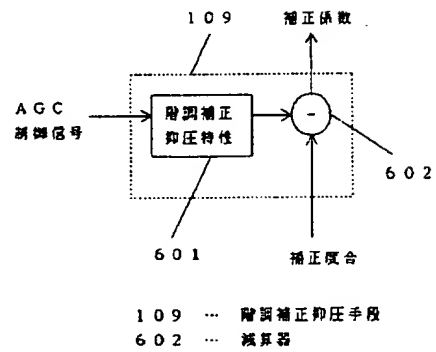 109
補正係数
AGC
制御信号
階調補正
抑圧特性
-
602
601
補正度合
109 … 階調補正抑圧手段
602 … 減算器